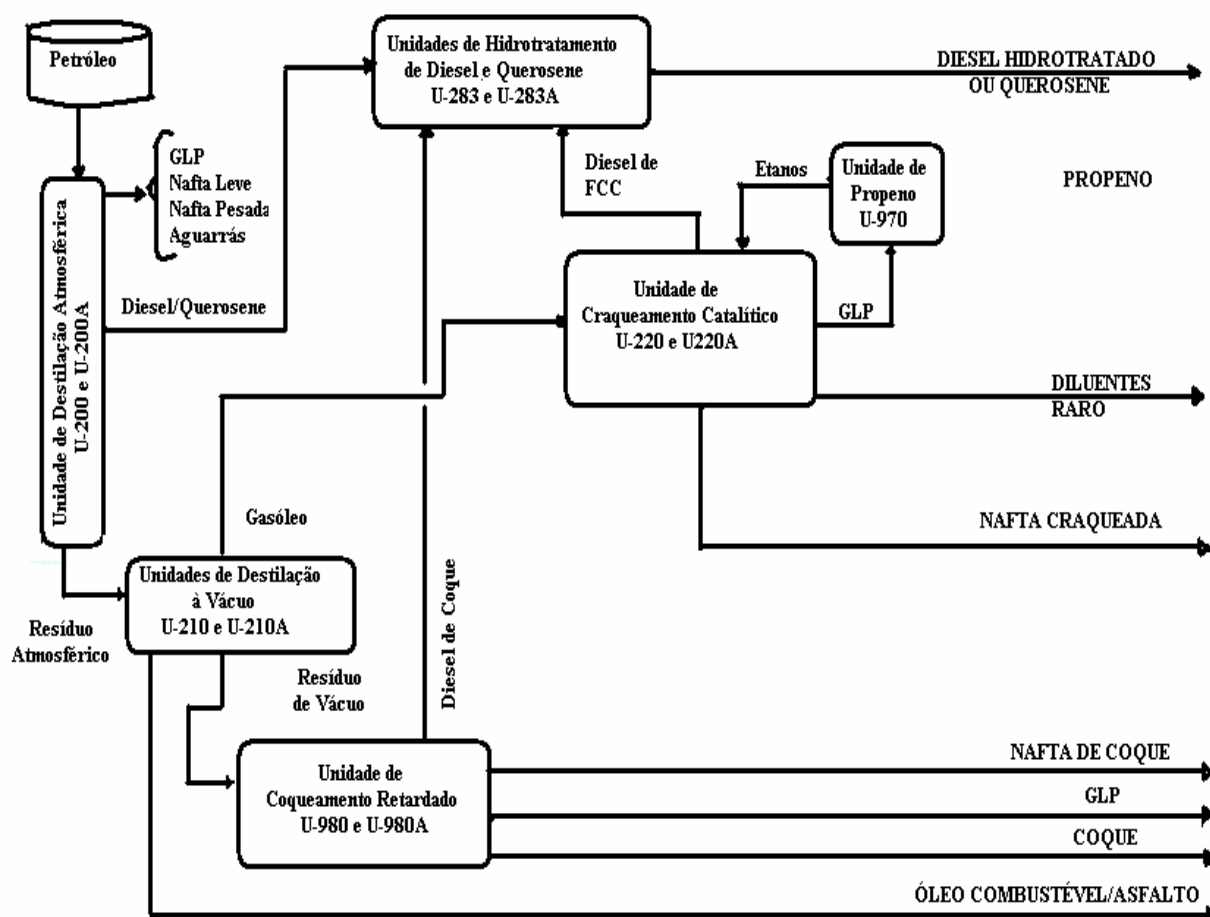 Petróleo
Unidades de Hidrotratamento
de Diesel e Querosene
U-283 e U-283A
DIESEL HIDROTRATADO
OU QUEROSENE
GLP
Nafta Leve
Nafta Pesada
Aguarrás
Diesel de
FCC
Etanos
Unidade de
Propeno
U-970
PROPENO
Unidade de Destilação Atmosférica
U-200 e U-200A
Diesel/Querosene
Unidade de
Craqueamento Catalítico
U-220 e U220A
GLP
DILUENTES
RARO
Gasóleo
NAFTA CRAQUEADA
Unidades de Destilação
à Vácuo
U-210 e U-210A
Resíduo
Atmosférico
Resíduo
de Vácuo
Diesel de Coque
Unidade de
Coqueamento Retardado
U-980 e U-980A
NAFTA DE COQUE
GLP
COQUE
ÓLEO COMBUSTÉVEL/ASFALTO